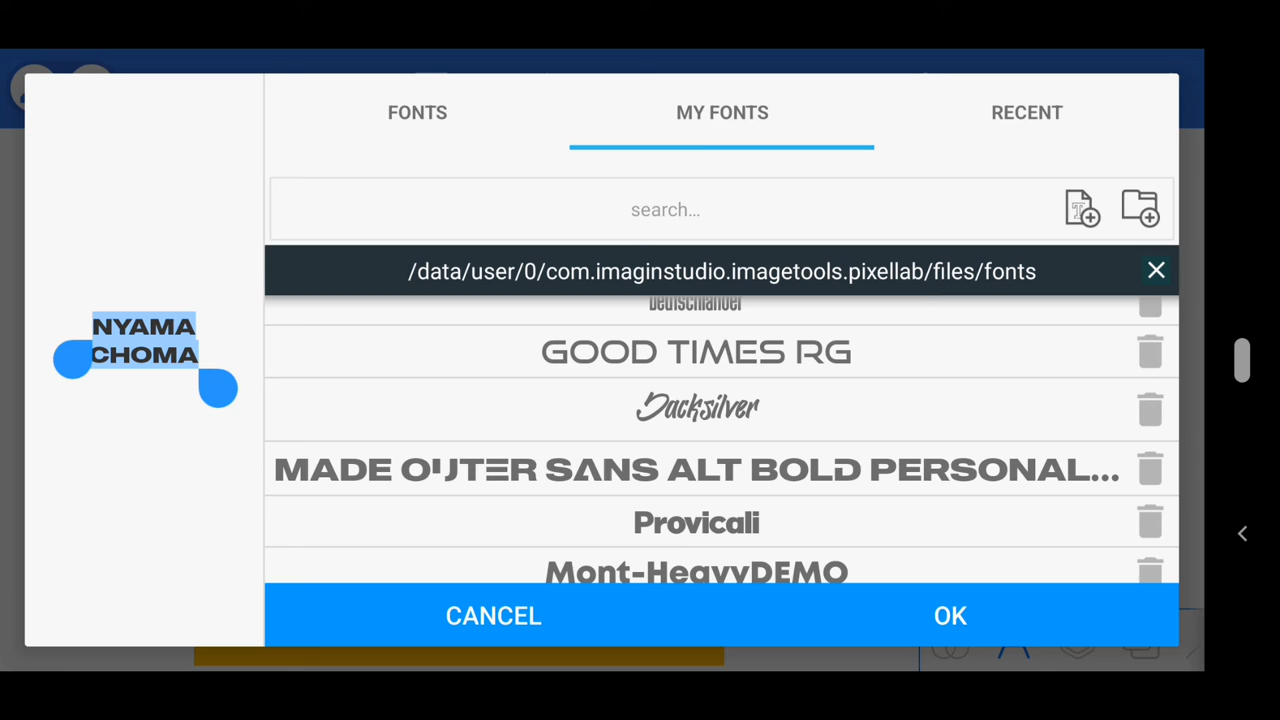 FONTS
MY FONTS
RECENT
search...
/data/user/0/com.imaginstudio.imagetools.pixellab/files/fonts
NYAMA
CHOMA
GOOD TIMES RG
Dacksilver
MADE OUTER SANS ALT BOLD PERSONAL...
Provicali
Mont-HeavyDEMO
CANCEL
OK